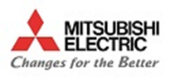 MITSUBISHI
ELECTRIC
Changes for the Better